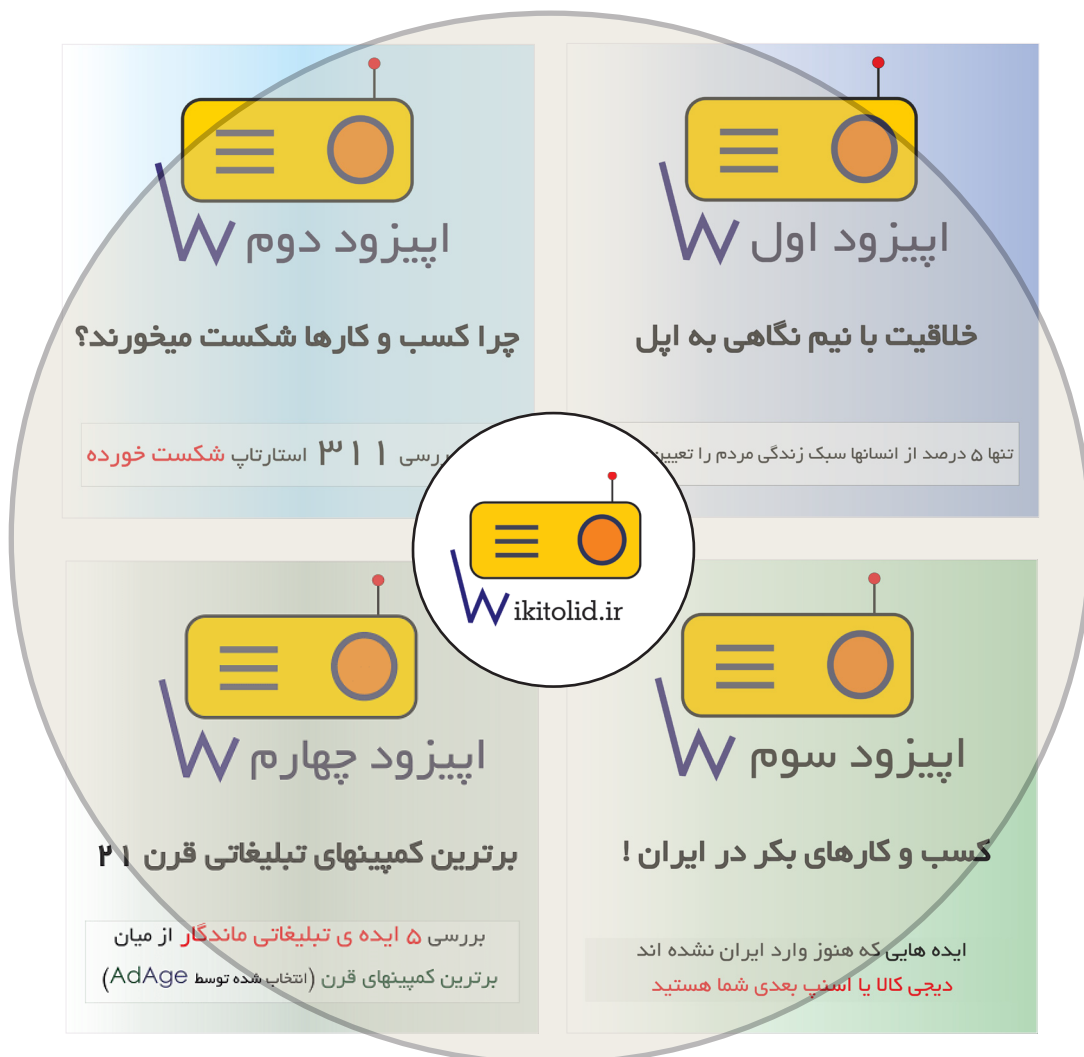 اپیزود اول
خلاقیت با نیم نگاهی به اپل
تنها ۵ درصد از انسانها سبک زندگی مردم را تعیین
اپیزود دوم
چرا کسب و کارها شکست میخورند؟
۳۱۱ استارتاپ شکست خورده
Wikitolid.ir
اپیزود سوم
کسب و کارهای بکر در ایران !
ایده هایی که هنوز وارد ایران نشده اند
دیجی کالا یا اسنپ بعدی شما هستید
اپیزود چهارم
برترین کمپینهای تبلیغاتی قرن ۲۱
بررسی ۵ ایده ی تبلیغاتی ماندگار از میان
برترین کمپینهای قرن (انتخاب شده توسط AdAge)